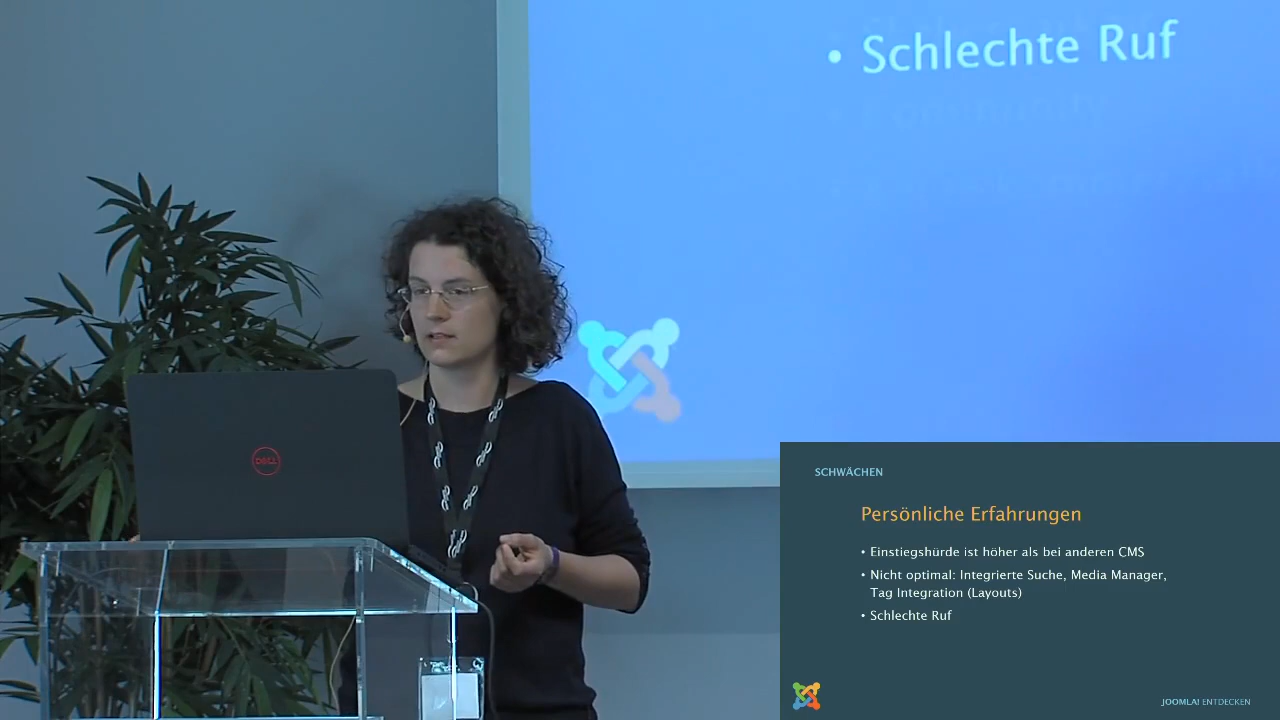 • Schlechte Ruf
DELL
SCHWÄCHEN
Persönliche Erfahrungen
• Einstiegshürde ist höher als bei anderen CMS
• Nicht optimal: Integrierte Suche, Media Manager,
Tag Integration (Layouts)
• Schlechte Ruf
JOOMLA! ENTDECKEN